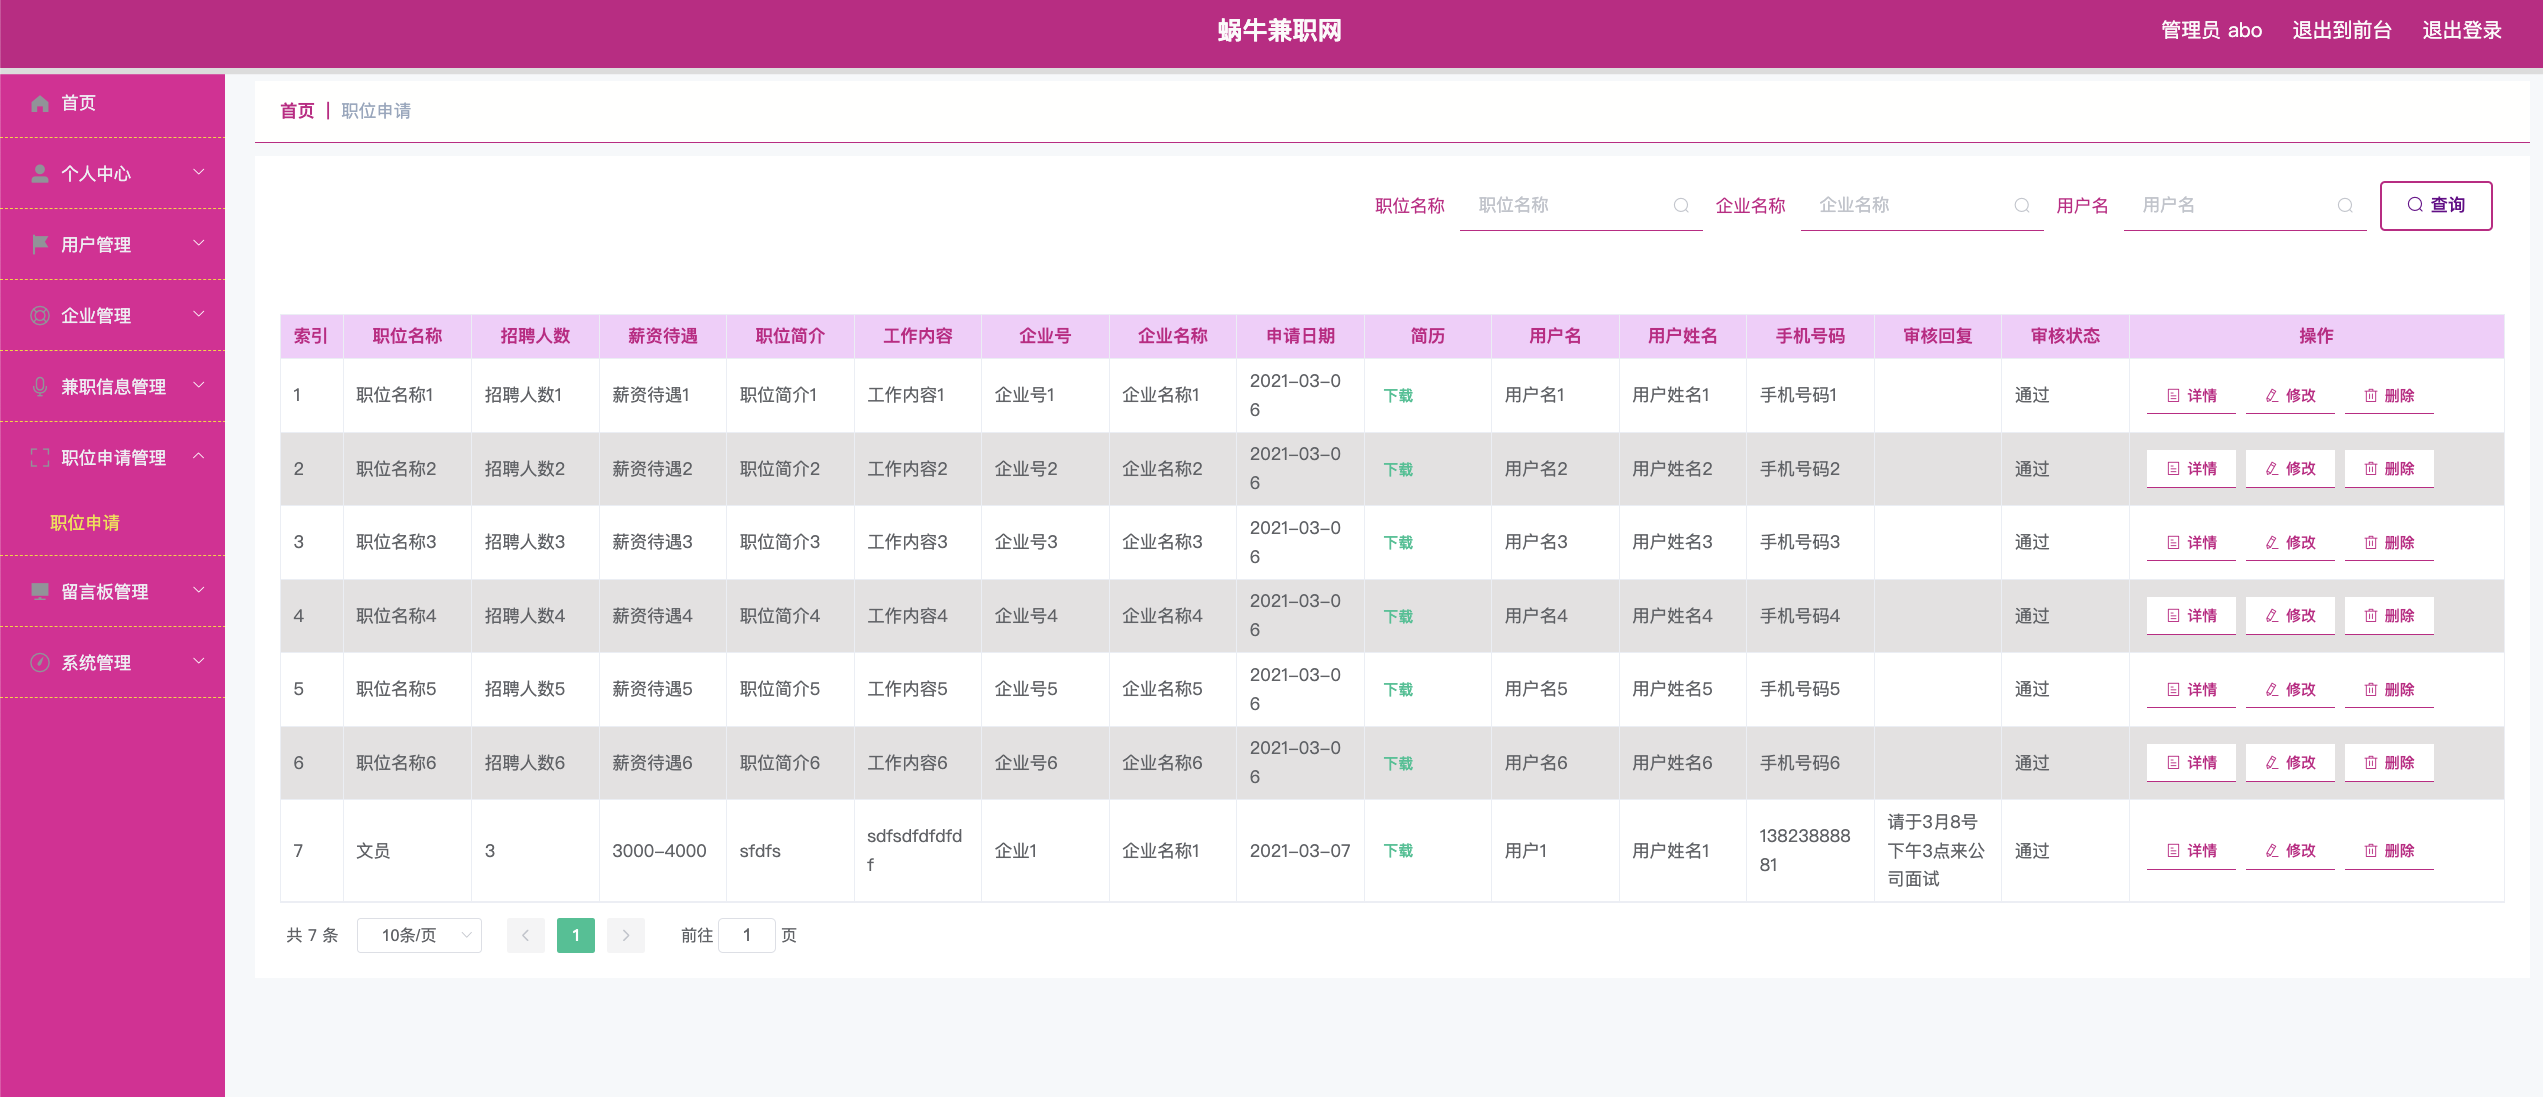 蜗牛兼职网
管理员 abo 退出到前台 退出登录
首页
个人中心
用户管理
企业管理
兼职信息管理
职位申请管理
职位申请
留言板管理
系统管理
首页 | 职位申请
职位名称 职位名称 企业名称 企业名称 用户名 用户名 查询
索引 职位名称 招聘人数 薪资待遇 职位简介 工作内容 企业号 企业名称 申请日期 简历 用户名 用户姓名 手机号码 审核回复 审核状态 操作
1 职位名称1 招聘人数1 薪资待遇1 职位简介1 工作内容1 企业号1 企业名称1 2021-03-0
6 下载 用户名1 用户姓名1 手机号码1 通过 详情 修改 删除
2 职位名称2 招聘人数2 薪资待遇2 职位简介2 工作内容2 企业号2 企业名称2 2021-03-0
6 下载 用户名2 用户姓名2 手机号码2 通过 详情 修改 删除
3 职位名称3 招聘人数3 薪资待遇3 职位简介3 工作内容3 企业号3 企业名称3 2021-03-0
6 下载 用户名3 用户姓名3 手机号码3 通过 详情 修改 删除
4 职位名称4 招聘人数4 薪资待遇4 职位简介4 工作内容4 企业号4 企业名称4 2021-03-0
6 下载 用户名4 用户姓名4 手机号码4 通过 详情 修改 删除
5 职位名称5 招聘人数5 薪资待遇5 职位简介5 工作内容5 企业号5 企业名称5 2021-03-0
6 下载 用户名5 用户姓名5 手机号码5 通过 详情 修改 删除
6 职位名称6 招聘人数6 薪资待遇6 职位简介6 工作内容6 企业号6 企业名称6 2021-03-0
6 下载 用户名6 用户姓名6 手机号码6 通过 详情 修改 删除
7 文员 3 3000-4000 sfdfs sdfsdfdfdfd
f 企业1 企业名称1 2021-03-07 下载 用户1 用户姓名1 138238888
81 请于3月8号
下午3点来公
司面试 通过 详情 修改 删除
共 7 条 10条/页 1 前往 1 页